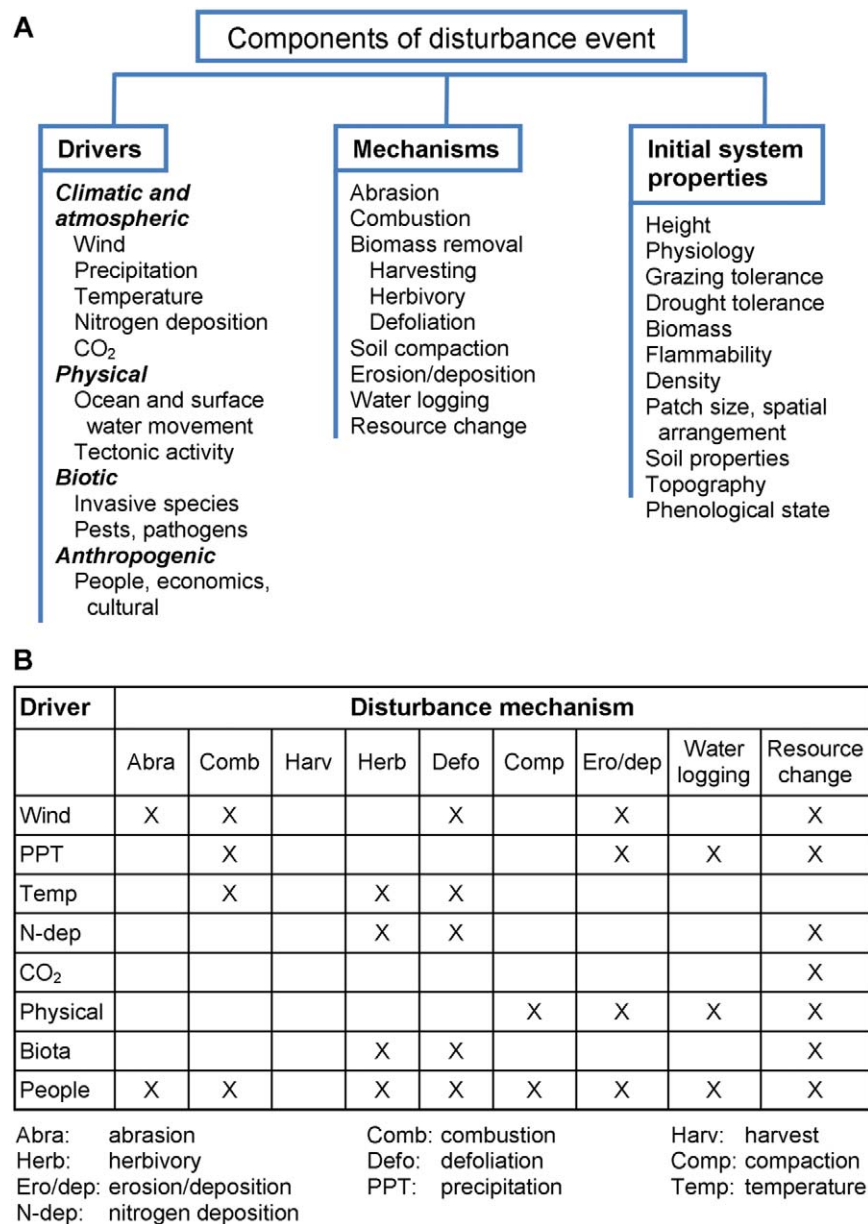 A
Components of disturbance event
Drivers
Climatic and
atmospheric
Wind
Precipitation
Temperature
Nitrogen deposition
CO₂
Physical
Ocean and surface
water movement
Tectonic activity
Biotic
Invasive species
Pests, pathogens
Anthropogenic
People, economics,
cultural
Mechanisms
Abrasion
Combustion
Biomass removal
Harvesting
Herbivory
Defoliation
Soil compaction
Erosion/deposition
Water logging
Resource change
Initial system
properties
Height
Physiology
Grazing tolerance
Drought tolerance
Biomass
Flammability
Density
Patch size, spatial
arrangement
Soil properties
Topography
Phenological state
B
Driver Disturbance mechanism
Abra Comb Harv Herb Defo Comp Ero/dep Water logging Resource change
Wind X X X X X
PPT X X X X
Temp X X X
N-dep X X X
CO₂ X
Physical X X X X
Biota X X X
People X X X X X X X X
Abra: abrasion Comb: combustion Harv: harvest
Herb: herbivory Defo: defoliation Comp: compaction
Ero/dep: erosion/deposition PPT: precipitation Temp: temperature
N-dep: nitrogen deposition